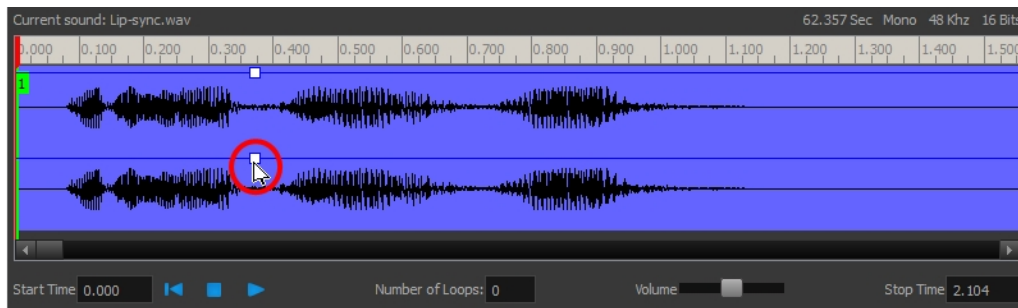 Current sound: Lip-sync.wav 62.357 Sec Mono 48 Khz 16 Bits
0.000 0.100 0.200 0.300 0.400 0.500 0.600 0.700 0.800 0.900 1.000 1.100 1.200 1.300 1.400 1.500
1
Start Time 0.000 Number of Loops: 0 Volume Stop Time 2.104